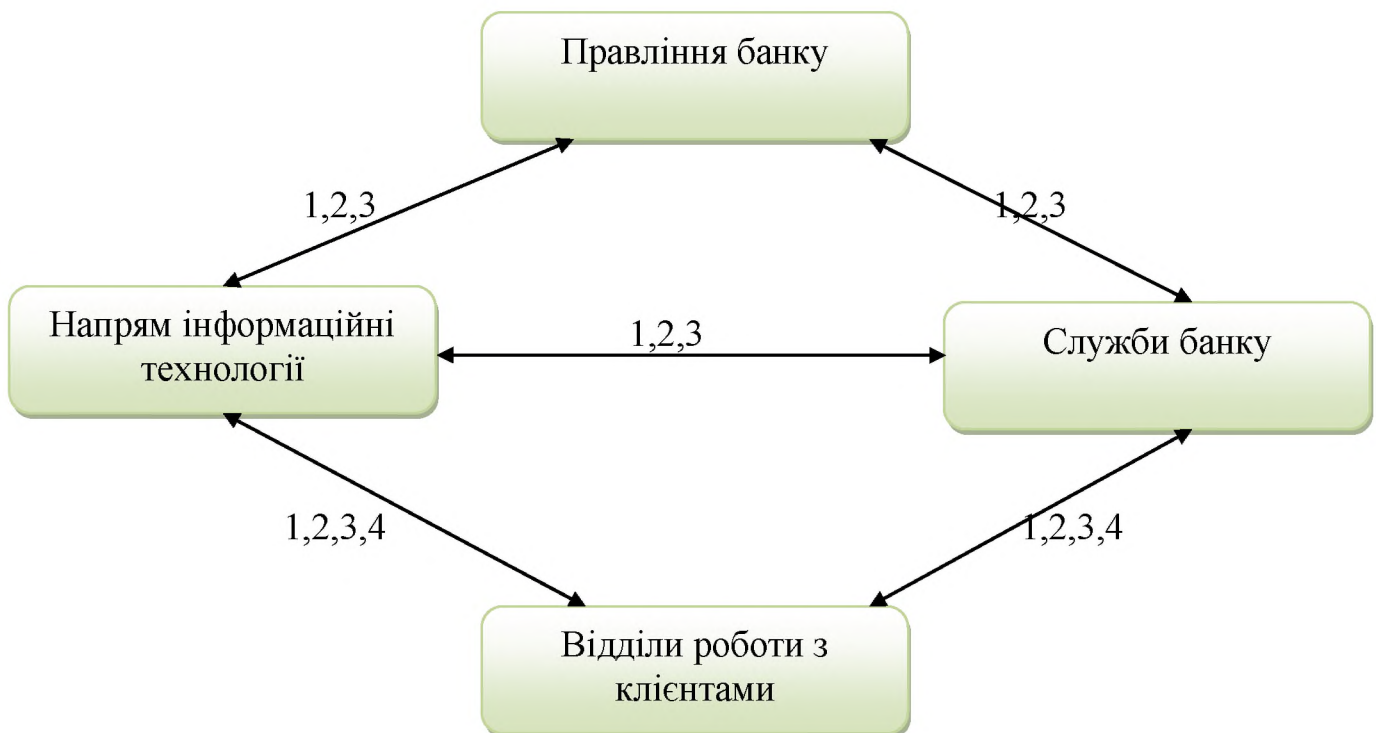 Правління банку
1,2,3
1,2,3
Напрям інформаційні
технології
1,2,3
Служби банку
1,2,3,4
1,2,3,4
Відділи роботи з
клієнтами